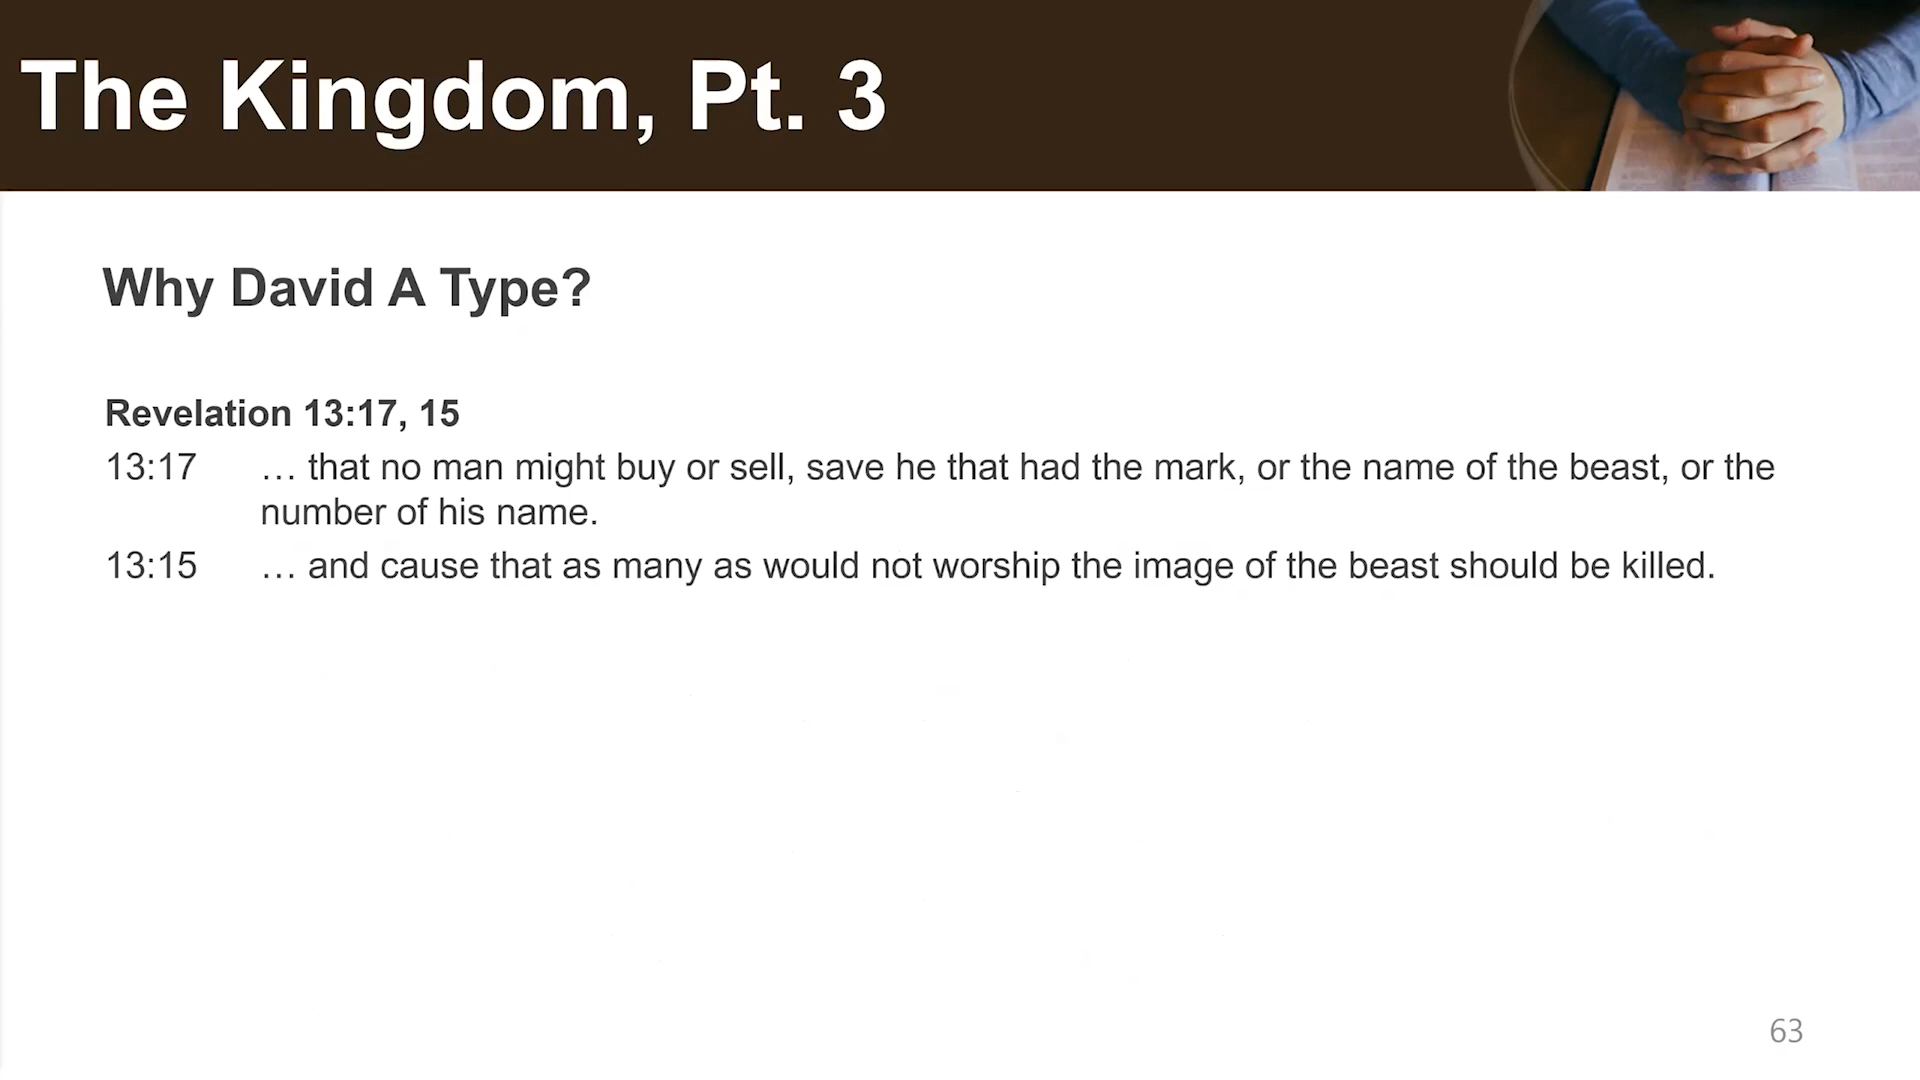 The Kingdom, Pt. 3
Why David A Type?
Revelation 13:17, 15
13:17 … that no man might buy or sell, save he that had the mark, or the name of the beast, or the
number of his name.
13:15 … and cause that as many as would not worship the image of the beast should be killed.
63